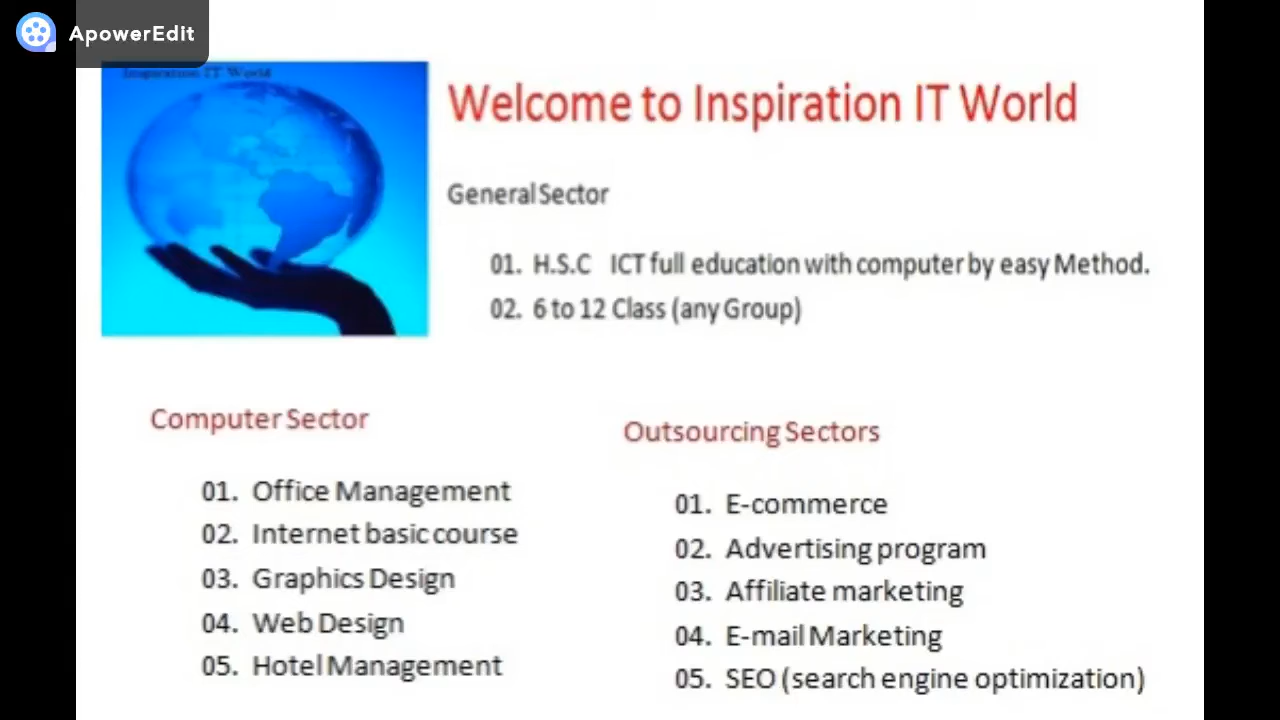 ApowerEdit
Inspiration IT World
Welcome to Inspiration IT World
General Sector
01. H.S.C ICT full education with computer by easy Method.
02. 6 to 12 Class (any Group)
Computer Sector
01. Office Management
02. Internet basic course
03. Graphics Design
04. Web Design
05. Hotel Management
Outsourcing Sectors
01. E-commerce
02. Advertising program
03. Affiliate marketing
04. E-mail Marketing
05. SEO (search engine optimization)